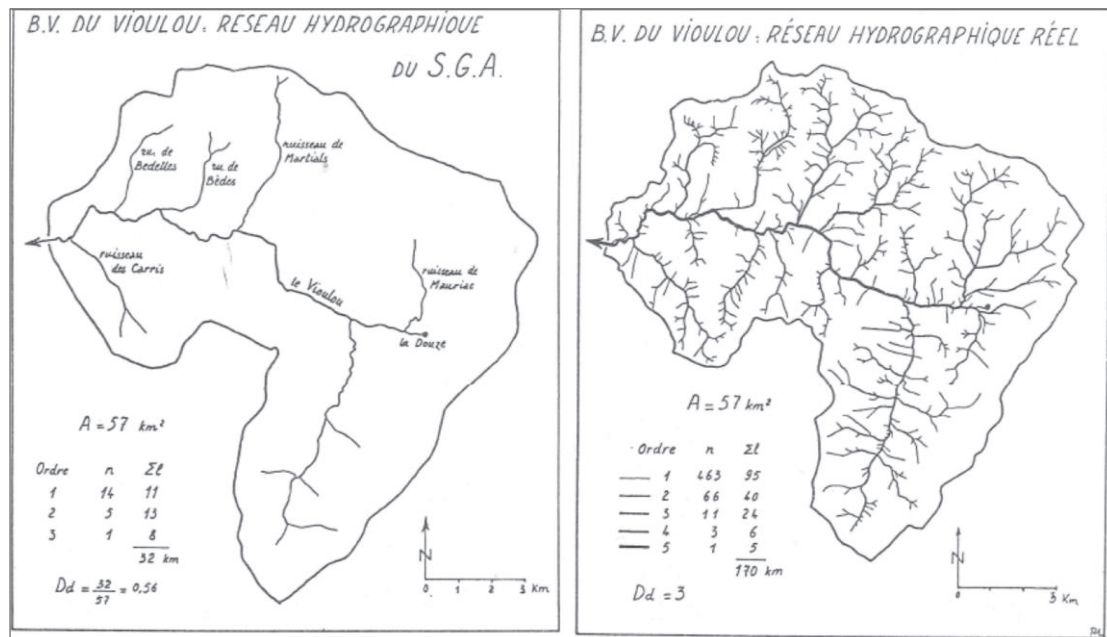 B.V. DU VIOULOU : RÉSEAU HYDROGRAPHIQUE
DU S.G.A.
ru. de
Bedelles
ru. de
Bèdes
ruisseau de
Martials
ruisseau
des Carris
le Vioulou
ruisseau de
Mauriac
la Douze
A = 57 km²
Ordre n Σl
1 14 11
2 5 13
3 1 8
32 km
Dd = 32/57 = 0,56
N
0 1 2 3 Km
B.V. DU VIOULOU : RÉSEAU HYDROGRAPHIQUE RÉEL
A = 57 km²
Ordre n Σl
1 463 95
2 66 40
3 11 24
4 3 6
5 1 5
170 km
Dd = 3
N
0 3 Km